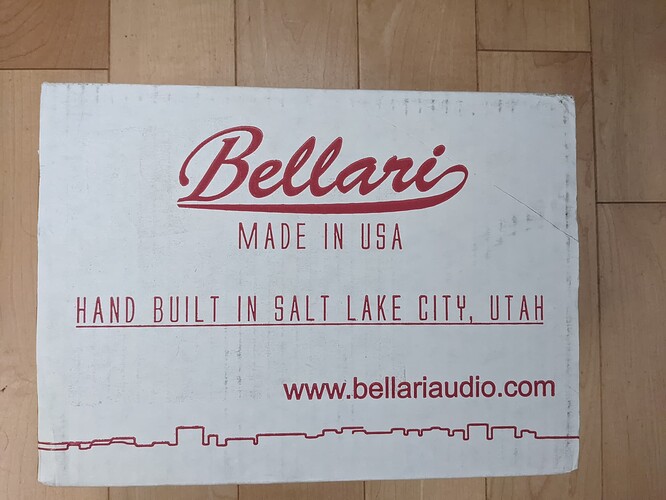 Bellari
MADE IN USA
HAND BUILT IN SALT LAKE CITY, UTAH
www.bellariaudio.com